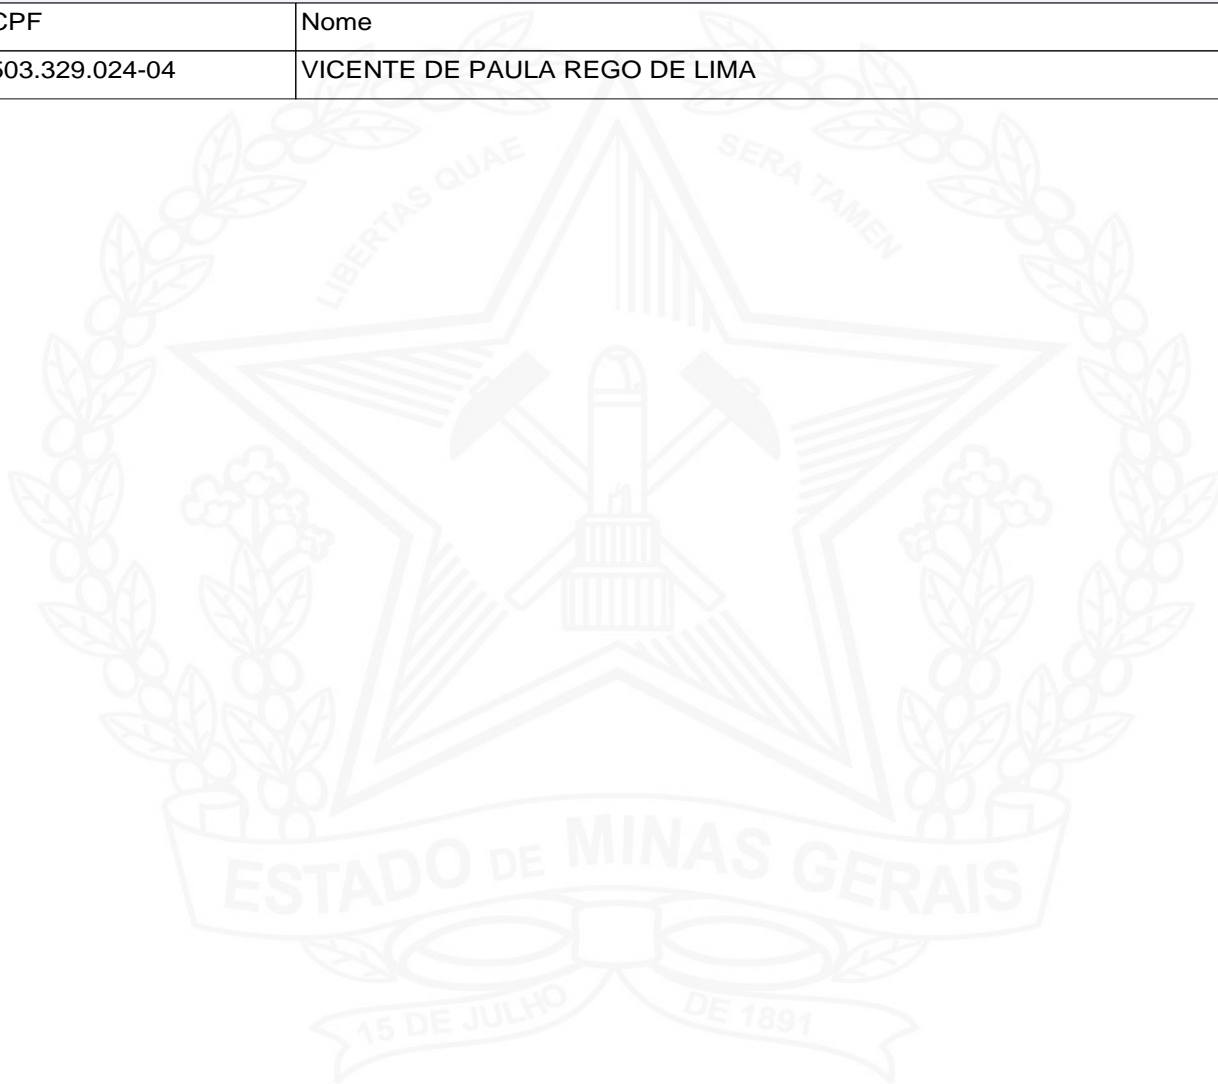 CPF Nome
503.329.024-04 VICENTE DE PAULA REGO DE LIMA
LIBERTAS QUAE SERA TAMEN
ESTADO DE MINAS GERAIS
15 DE JULHO DE 1891